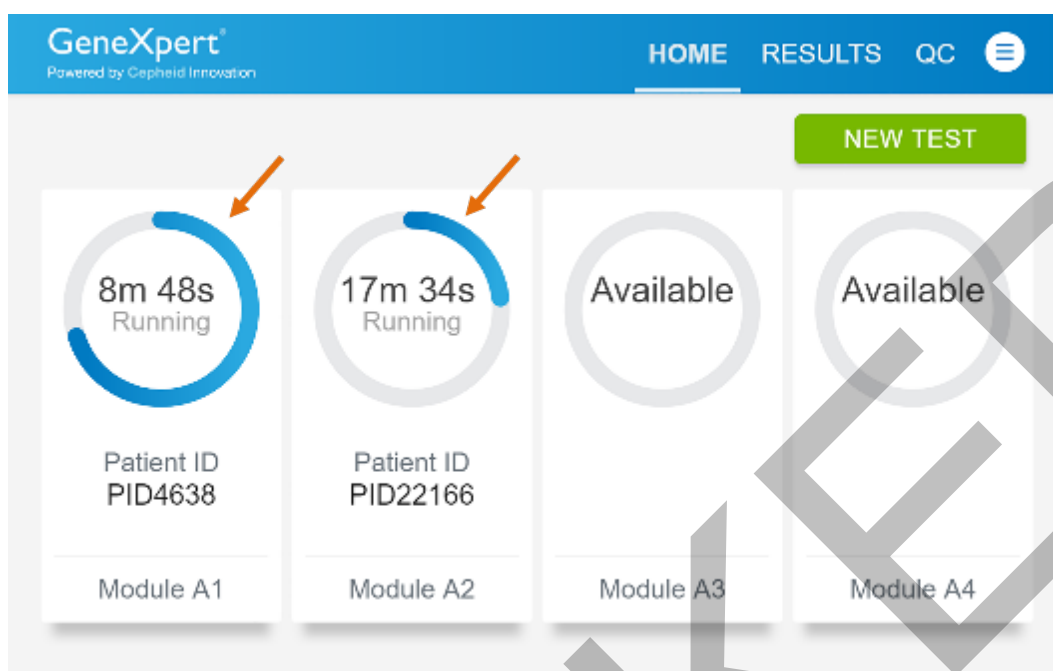 GeneXpert®
Powered by Cepheid Innovation
HOME RESULTS QC
NEW TEST
8m 48s
Running
Patient ID
PID4638
Module A1
17m 34s
Running
Patient ID
PID22166
Module A2
Available
Module A3
Available
Module A4